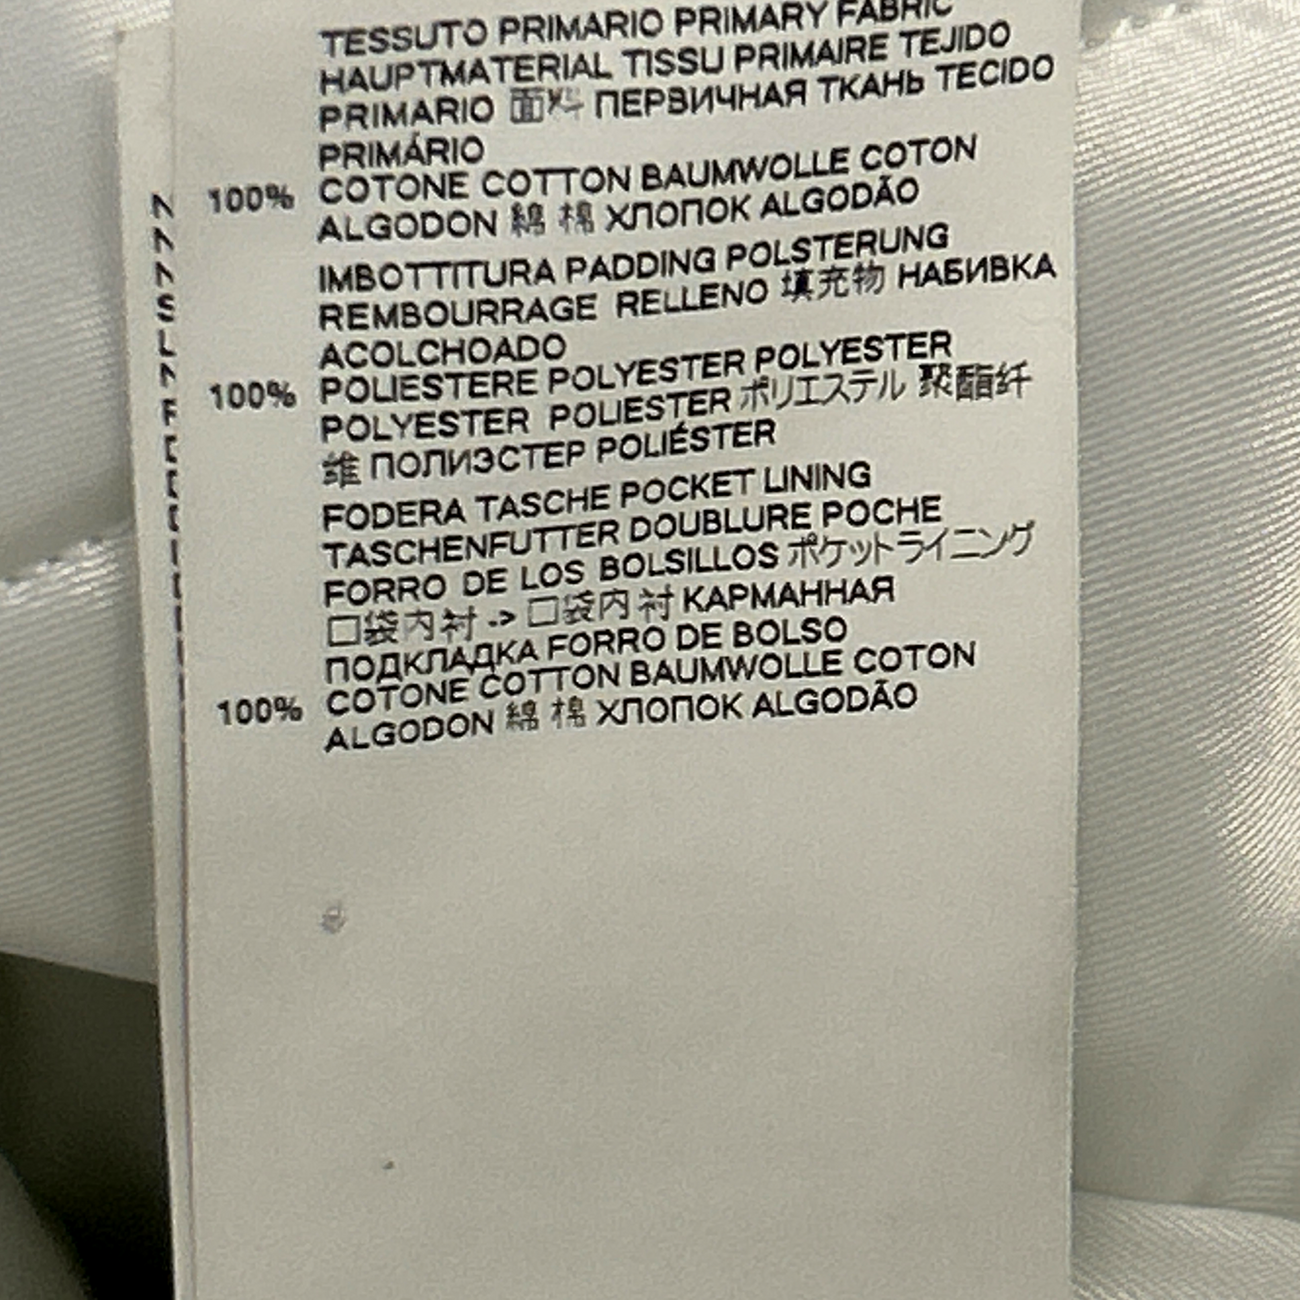 TESSUTO PRIMARIO PRIMARY FABRIC
HAUPTMATERIAL TISSU PRIMAIRE TEJIDO
PRIMARIO 面料 ПЕРВИЧНАЯ ТКАНЬ TECIDO
PRIMÁRIO
100% COTONE COTTON BAUMWOLLE COTON
ALGODON 綿 棉 ХЛОПОК ALGODÃO
IMBOTTITURA PADDING POLSTERUNG
REMBOURRAGE RELLENO 填充物 НАБИВКА
ACOLCHOADO
100% POLIESTERE POLYESTER POLYESTER
POLYESTER POLIESTER ポリエステル 聚酯纤
维 ПОЛИЭСТЕР POLIÉSTER
FODERA TASCHE POCKET LINING
TASCHENFUTTER DOUBLURE POCHE
FORRO DE LOS BOLSILLOS ポケットライニング
口袋内衬 -> 口袋内衬 КАРМАННАЯ
ПОДКЛАДКА FORRO DE BOLSO
100% COTONE COTTON BAUMWOLLE COTON
ALGODON 綿 棉 ХЛОПОК ALGODÃO